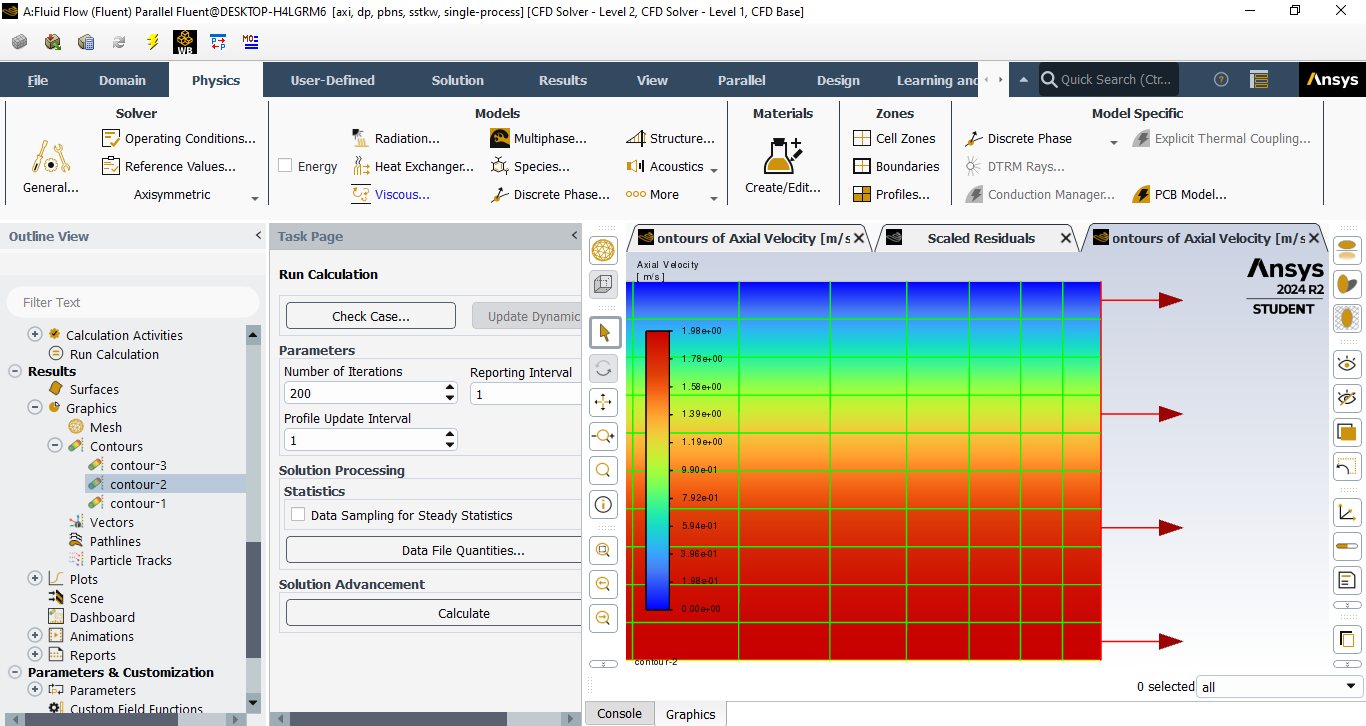 A:Fluid Flow (Fluent) Parallel Fluent@DESKTOP-H4LGRM6 [axi, dp, pbns, sstkw, single-process] [CFD Solver - Level 2, CFD Solver - Level 1, CFD Base]
WB
File Domain Physics User-Defined Solution Results View Parallel Design Learning and Quick Search (Ctr... Ansys
Solver Models Materials Zones Model Specific
Operating Conditions... Radiation... Multiphase... Structure... Cell Zones Discrete Phase Explicit Thermal Coupling...
Reference Values... Energy Heat Exchanger... Species... Acoustics Boundaries DTRM Rays...
General... Axisymmetric Viscous... Discrete Phase... More Create/Edit... Profiles... Conduction Manager... PCB Model...
Outline View
Filter Text
Calculation Activities
Run Calculation
Results
Surfaces
Graphics
Mesh
Contours
contour-3
contour-2
contour-1
Vectors
Pathlines
Particle Tracks
Plots
Scene
Dashboard
Animations
Reports
Parameters & Customization
Parameters
Custom Field Functions
Task Page
Run Calculation
Check Case... Update Dynamic
Parameters
Number of Iterations Reporting Interval
200 1
Profile Update Interval
1
Solution Processing
Statistics
Data Sampling for Steady Statistics
Data File Quantities...
Solution Advancement
Calculate
ontours of Axial Velocity [m/s Scaled Residuals ontours of Axial Velocity [m/s
Axial Velocity
[ m/s ]
Ansys
2024 R2
STUDENT
1.98e+00
1.78e+00
1.58e+00
1.39e+00
1.19e+00
9.90e-01
7.92e-01
5.94e-01
3.96e-01
1.98e-01
0.00e+00
contour-2
0 selected all
Console Graphics